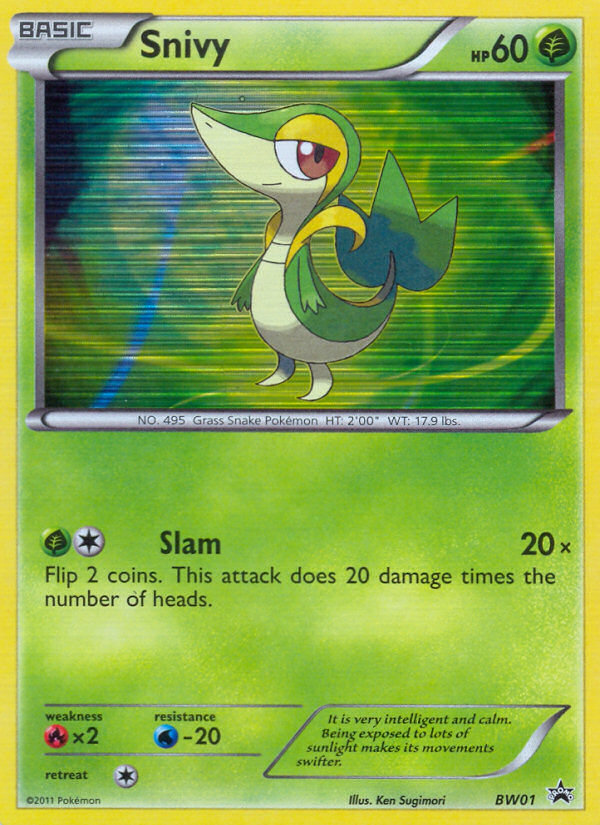 BASIC
Snivy
HP60
NO. 495 Grass Snake Pokémon HT: 2'00" WT: 17.9 lbs.
Slam 20×
Flip 2 coins. This attack does 20 damage times the
number of heads.
weakness resistance
×2 -20
retreat
It is very intelligent and calm.
Being exposed to lots of
sunlight makes its movements
swifter.
©2011 Pokémon Illus. Ken Sugimori BW01 PROMO